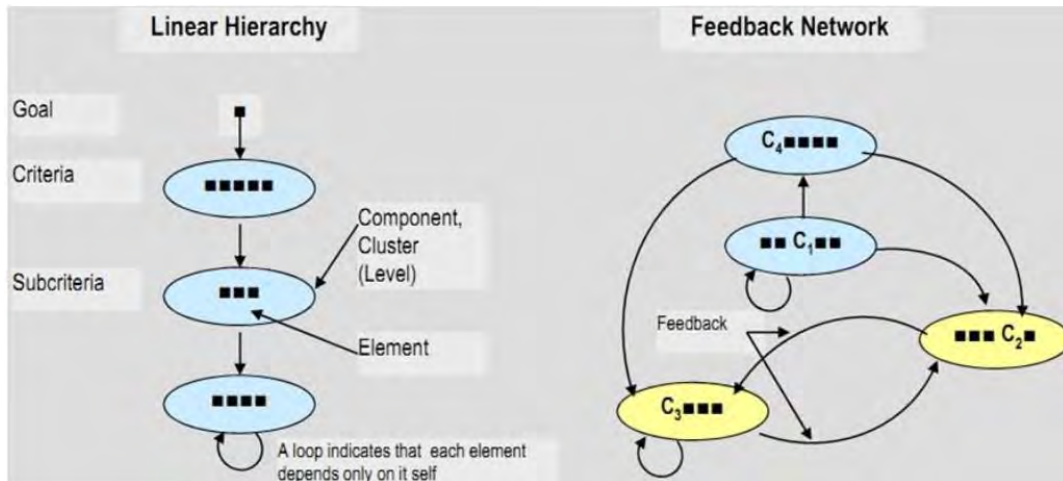 Linear Hierarchy
Goal
Criteria
Subcriteria
Component,
Cluster
(Level)
Element
A loop indicates that each element
depends only on it self
Feedback Network
C₄
C₁
Feedback
C₂
C₃